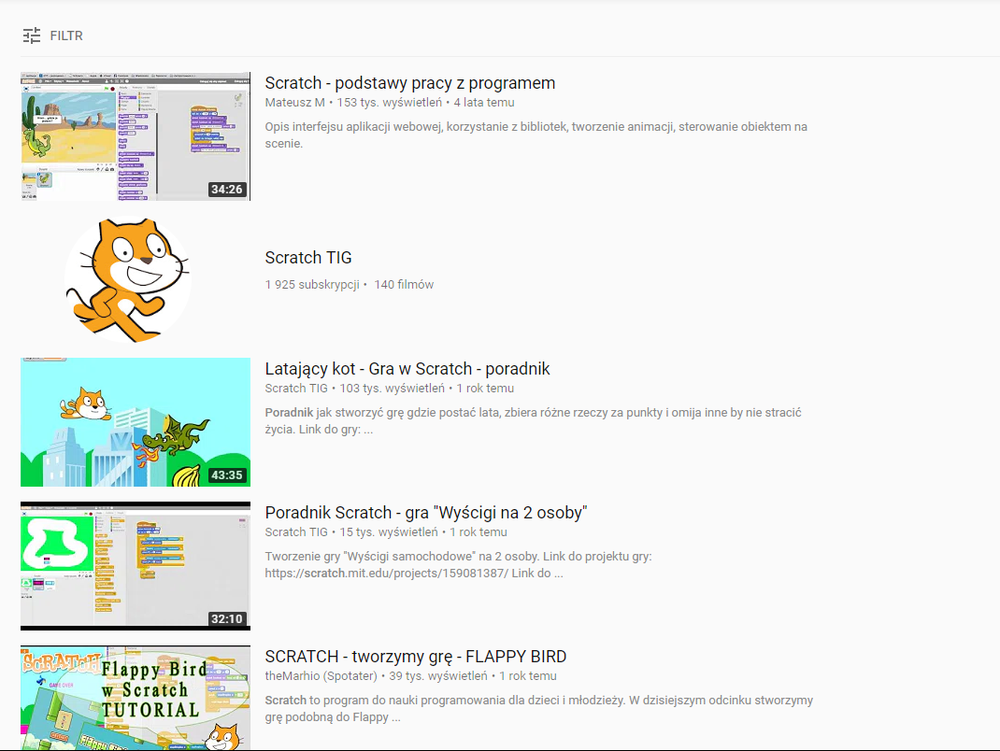 FILTR
34:26
Scratch - podstawy pracy z programem
Mateusz M • 153 tys. wyświetleń • 4 lata temu
Opis interfejsu aplikacji webowej, korzystanie z bibliotek, tworzenie animacji, sterowanie obiektem na
scenie.
Scratch TIG
1 925 subskrypcji • 140 filmów
43:35
Latający kot - Gra w Scratch - poradnik
Scratch TIG • 103 tys. wyświetleń • 1 rok temu
Poradnik jak stworzyć grę gdzie postać lata, zbiera różne rzeczy za punkty i omija inne by nie stracić
życia. Link do gry: ...
32:10
Poradnik Scratch - gra "Wyścigi na 2 osoby"
Scratch TIG • 15 tys. wyświetleń • 1 rok temu
Tworzenie gry "Wyścigi samochodowe" na 2 osoby. Link do projektu gry:
https://scratch.mit.edu/projects/159081387/ Link do ...
SCRATCH
GAME OVER
Flappy Bird
w Scratch
TUTORIAL
SCRATCH - tworzymy grę - FLAPPY BIRD
theMarhio (Spotater) • 39 tys. wyświetleń • 1 rok temu
Scratch to program do nauki programowania dla dzieci i młodzieży. W dzisiejszym odcinku stworzymy
grę podobną do Flappy ...